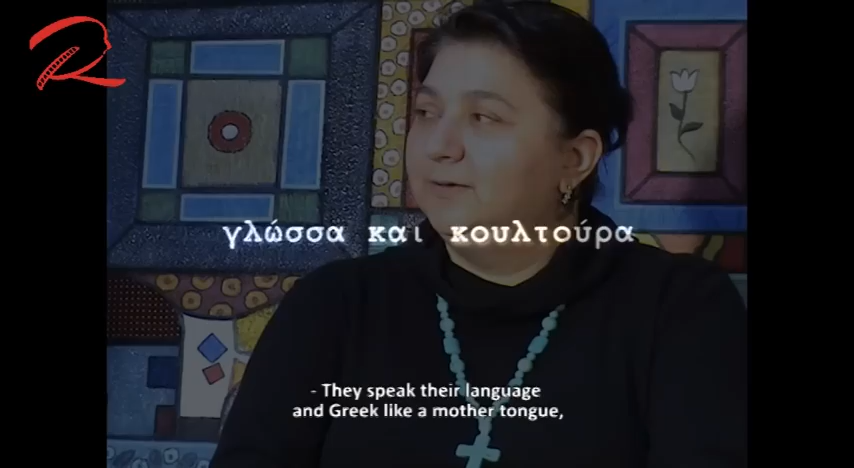 γλώσσα και κουλτούρα
- They speak their language
and Greek like a mother tongue,